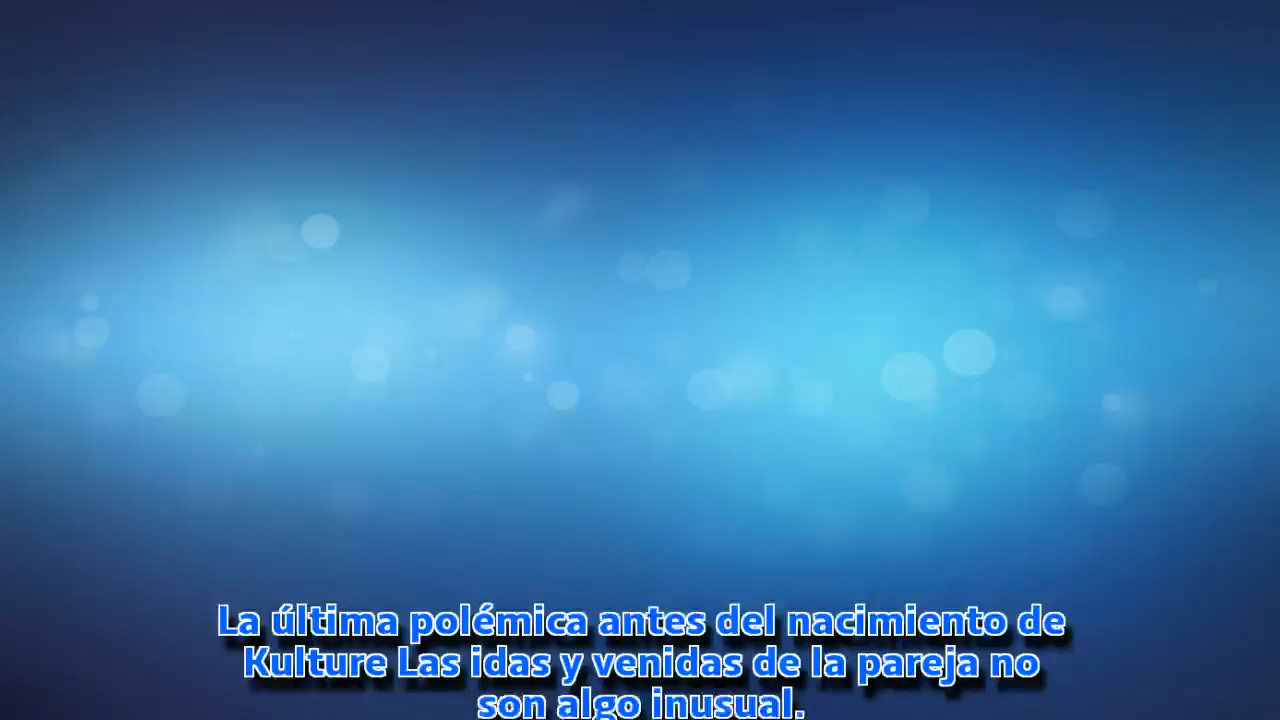 La última polémica antes del nacimiento de
Kulture Las idas y venidas de la pareja no
son algo inusual.